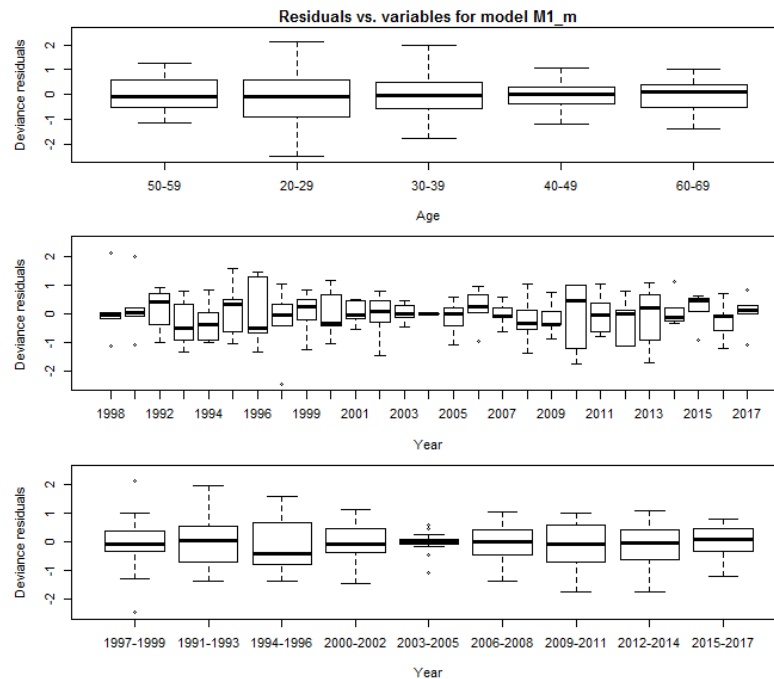 Residuals vs. variables for model M1_m
Deviance residuals
2
1
0
-1
-2
50-59 20-29 30-39 40-49 60-69
Age
Deviance residuals
2
1
0
-1
-2
1998 1992 1994 1996 1999 2001 2003 2005 2007 2009 2011 2013 2015 2017
Year
Deviance residuals
2
1
0
-1
-2
1997-1999 1991-1993 1994-1996 2000-2002 2003-2005 2006-2008 2009-2011 2012-2014 2015-2017
Year